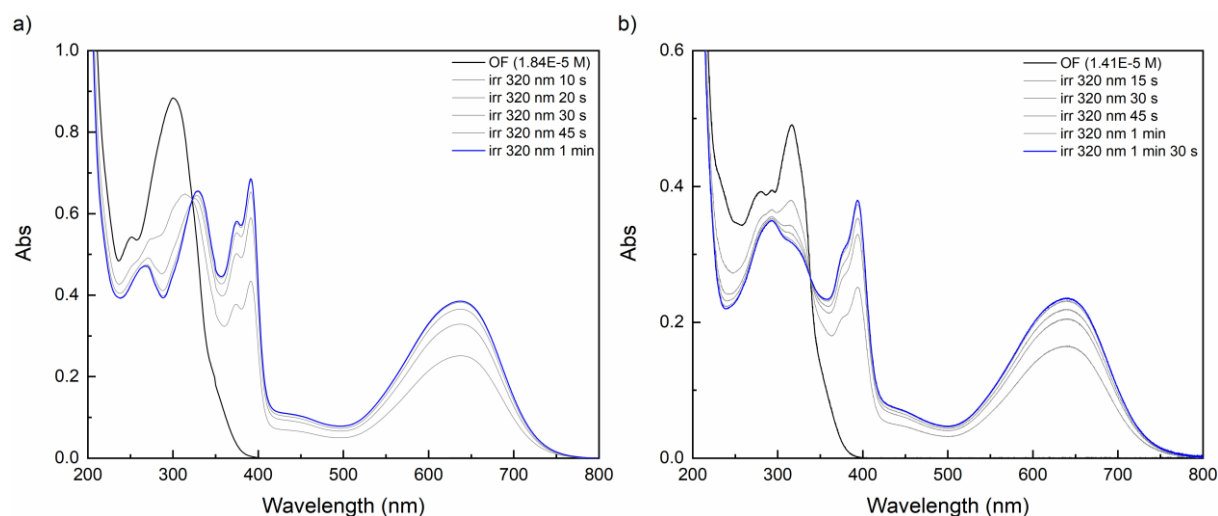 a)
1.0
0.8
0.6
0.4
0.2
0.0
Abs
200 300 400 500 600 700 800
Wavelength (nm)
OF (1.84E-5 M)
irr 320 nm 10 s
irr 320 nm 20 s
irr 320 nm 30 s
irr 320 nm 45 s
irr 320 nm 1 min
b)
0.6
0.4
0.2
0.0
Abs
200 300 400 500 600 700 800
Wavelength (nm)
OF (1.41E-5 M)
irr 320 nm 15 s
irr 320 nm 30 s
irr 320 nm 45 s
irr 320 nm 1 min
irr 320 nm 1 min 30 s